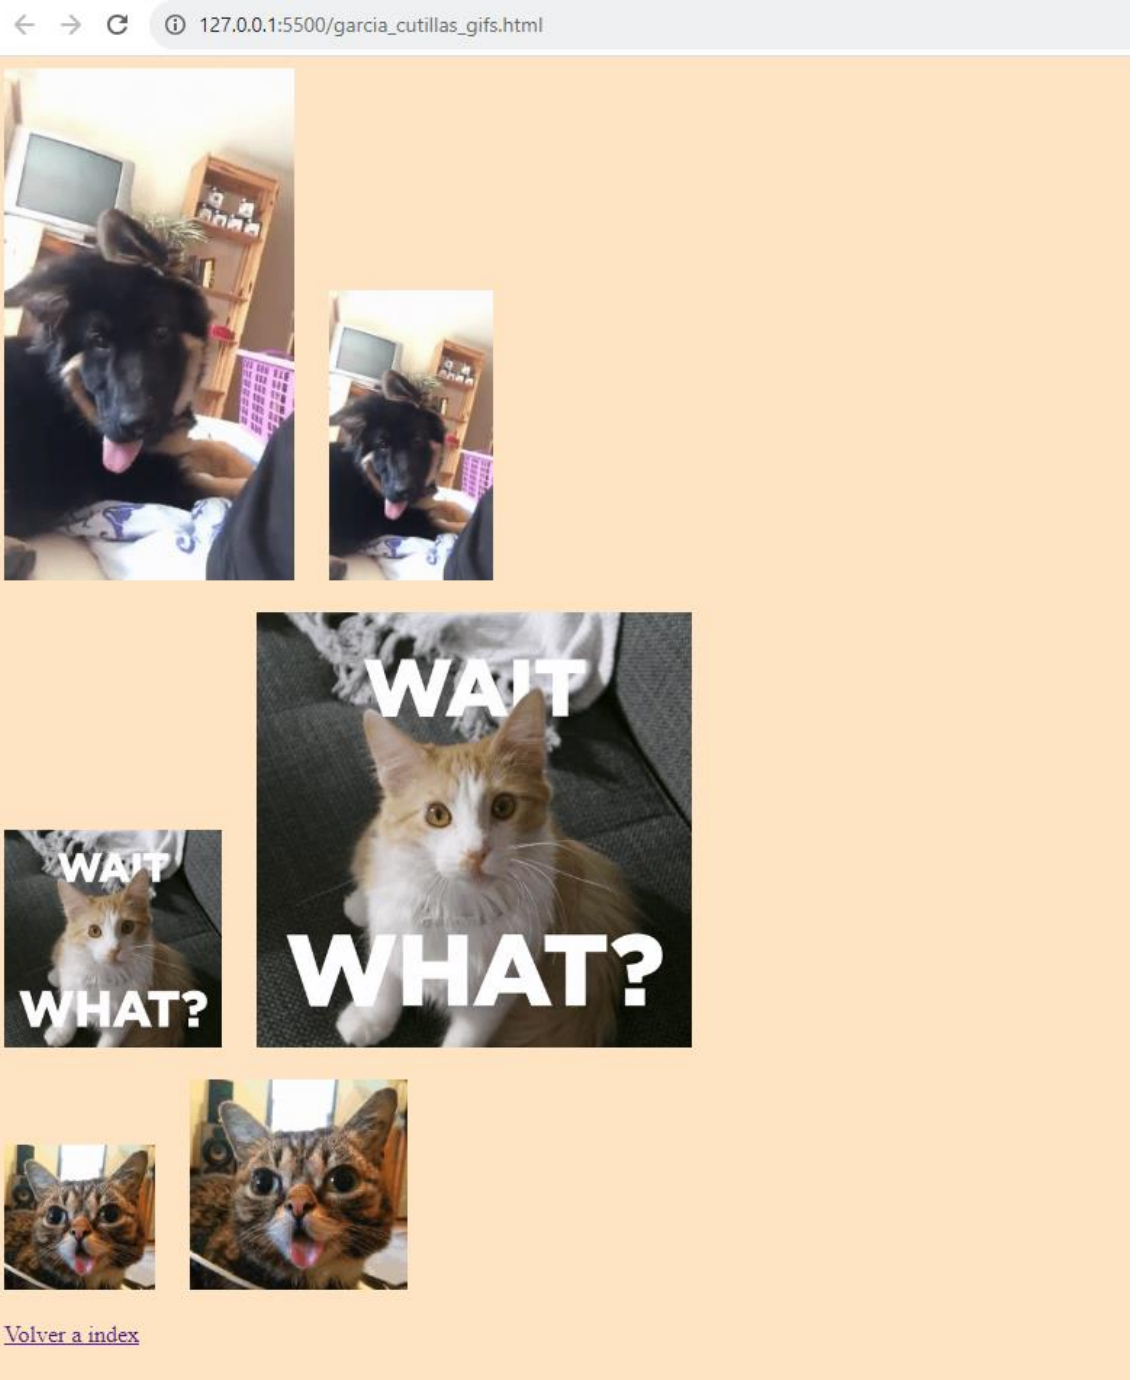 127.0.0.1:5500/garcia_cutillas_gifs.html
WAIT
WHAT?
WAIT
WHAT?
Volver a index